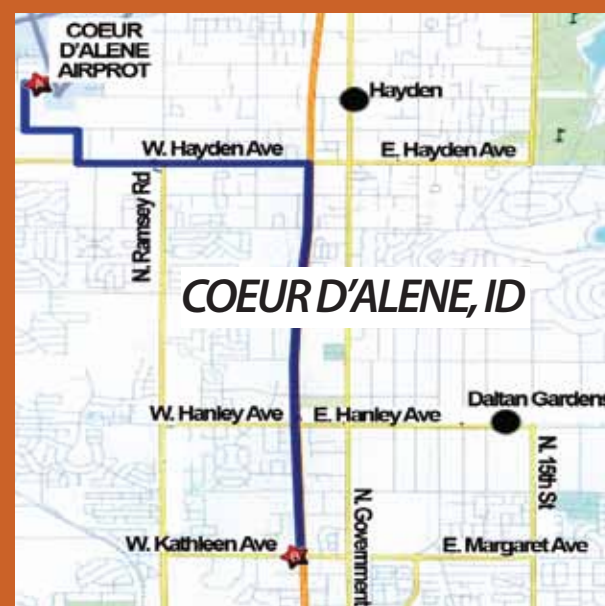 COEUR
D'ALENE
AIRPROT
Hayden
W. Hayden Ave
E. Hayden Ave
N. Ramsey Rd
COEUR D'ALENE, ID
Daltan Gardens
W. Hanley Ave
E. Hanley Ave
N. 15th St
N. Government
W. Kathleen Ave
E. Margaret Ave